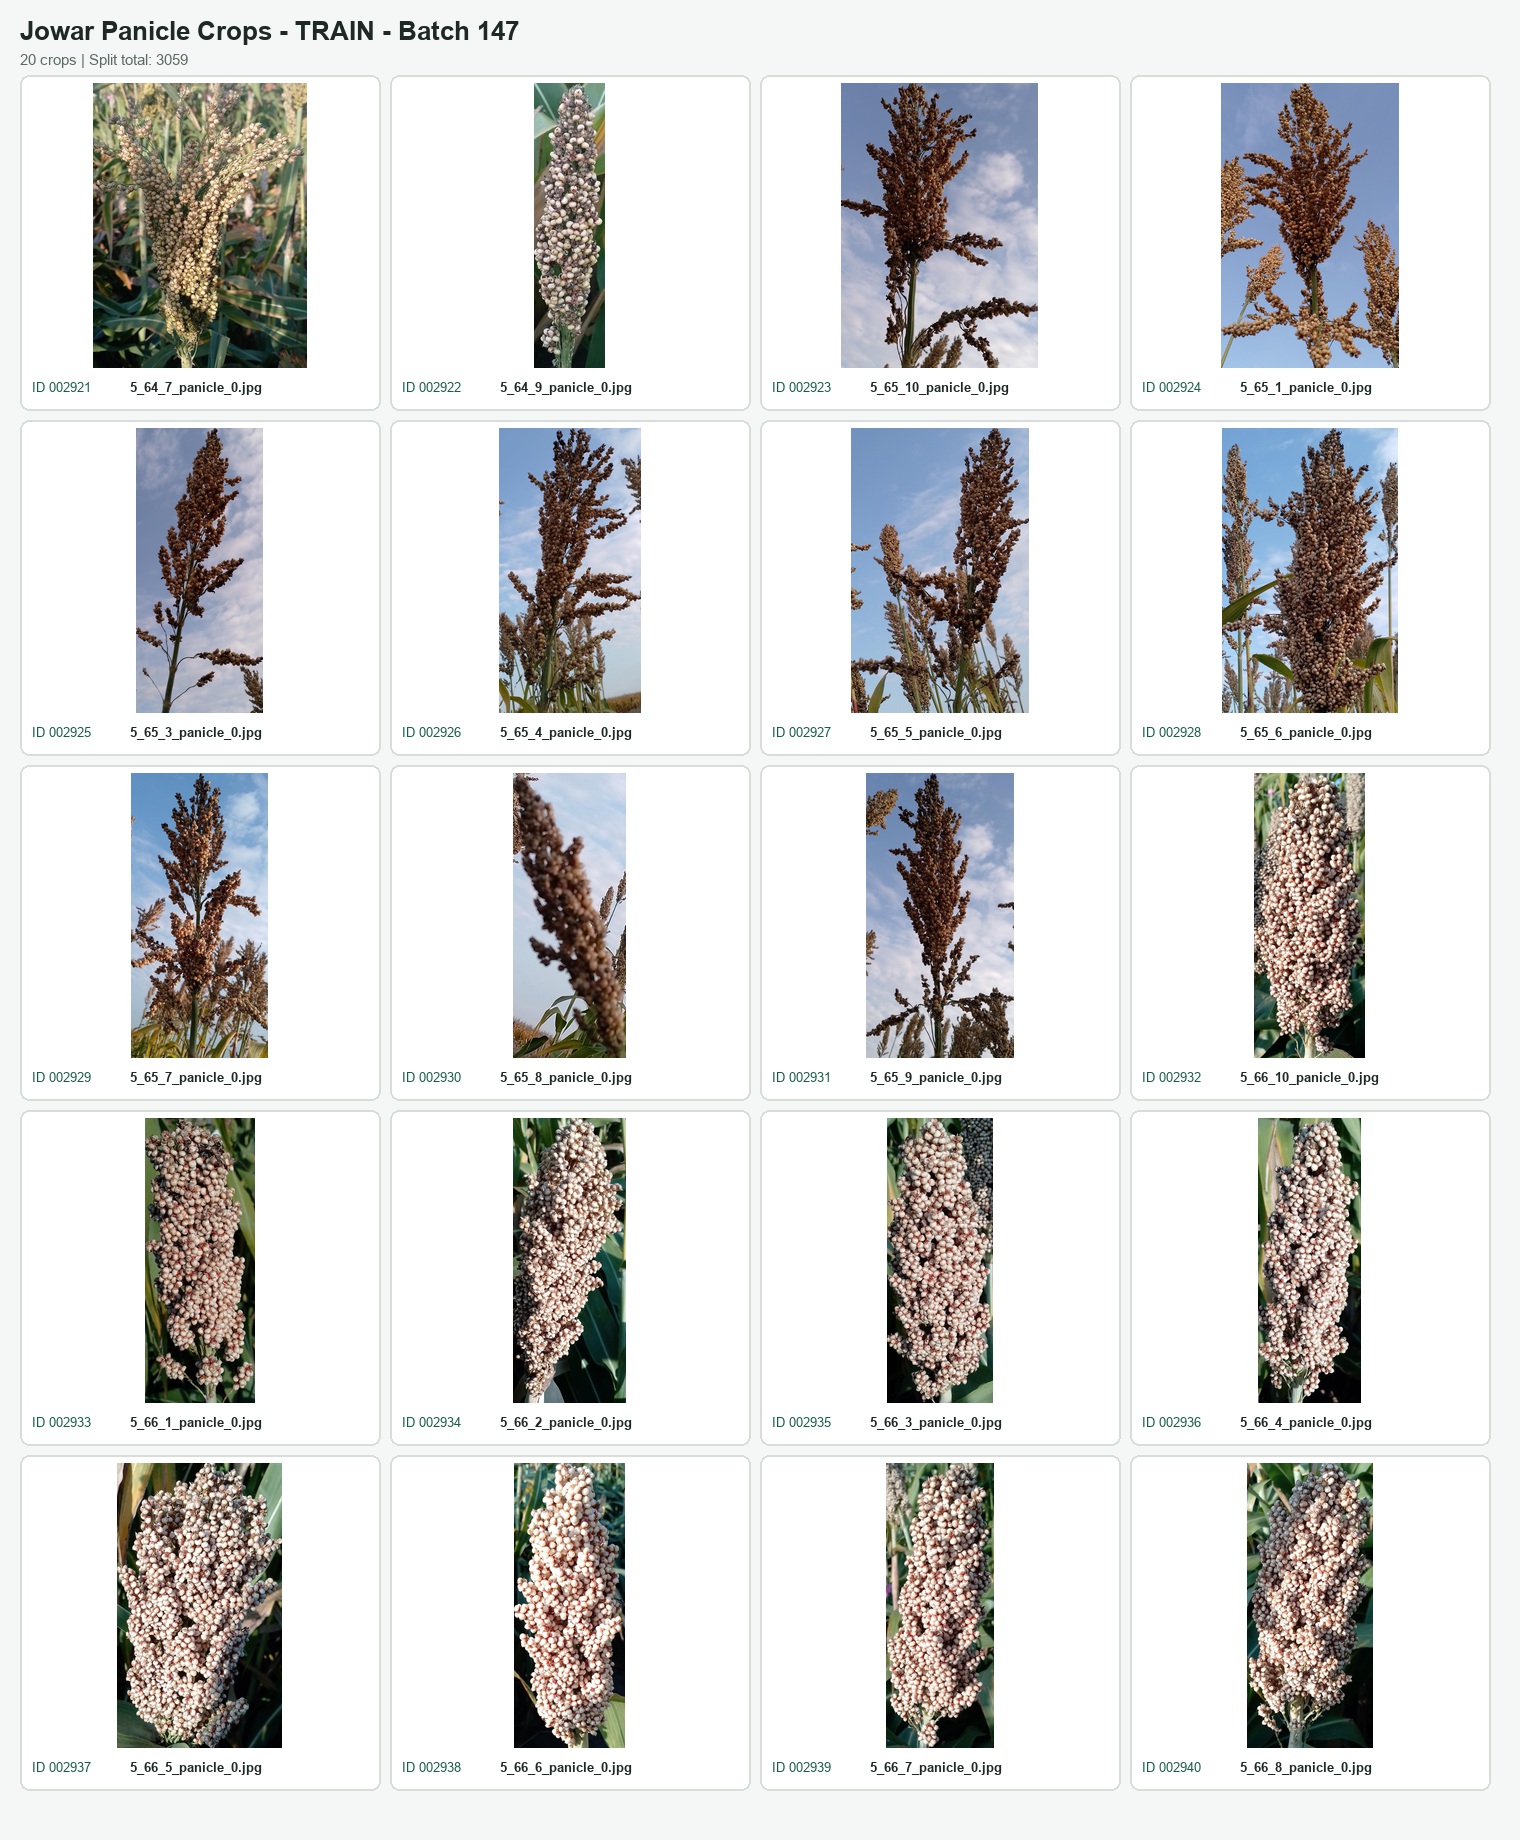 Jowar Panicle Crops - TRAIN - Batch 147
20 crops | Split total: 3059
ID 002921 5_64_7_panicle_0.jpg
ID 002922 5_64_9_panicle_0.jpg
ID 002923 5_65_10_panicle_0.jpg
ID 002924 5_65_1_panicle_0.jpg
ID 002925 5_65_3_panicle_0.jpg
ID 002926 5_65_4_panicle_0.jpg
ID 002927 5_65_5_panicle_0.jpg
ID 002928 5_65_6_panicle_0.jpg
ID 002929 5_65_7_panicle_0.jpg
ID 002930 5_65_8_panicle_0.jpg
ID 002931 5_65_9_panicle_0.jpg
ID 002932 5_66_10_panicle_0.jpg
ID 002933 5_66_1_panicle_0.jpg
ID 002934 5_66_2_panicle_0.jpg
ID 002935 5_66_3_panicle_0.jpg
ID 002936 5_66_4_panicle_0.jpg
ID 002937 5_66_5_panicle_0.jpg
ID 002938 5_66_6_panicle_0.jpg
ID 002939 5_66_7_panicle_0.jpg
ID 002940 5_66_8_panicle_0.jpg